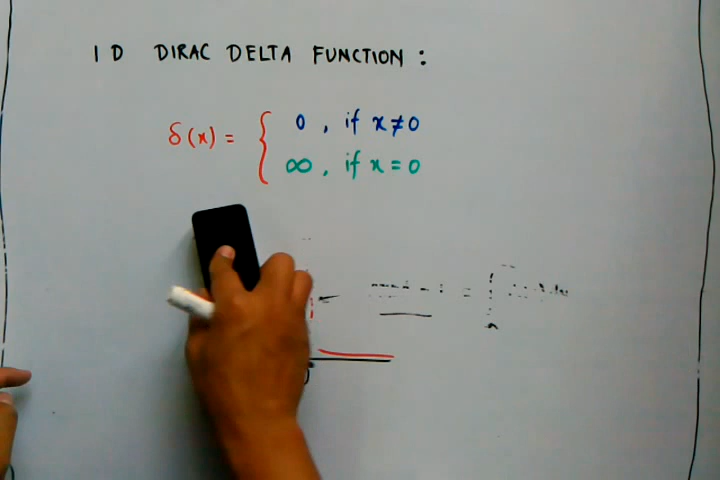 1 D DIRAC DELTA FUNCTION :
δ(x) = { 0 , if x ≠ 0
∞ , if x = 0